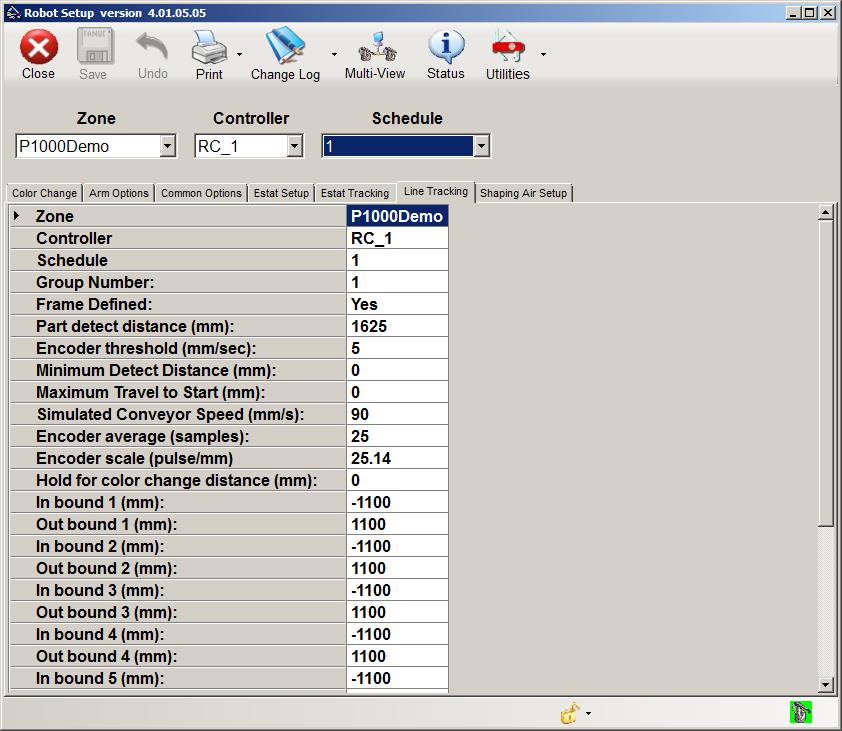 Robot Setup version 4.01.05.05
FANUC
Close Save Undo Print Change Log Multi-View Status Utilities
Zone Controller Schedule
P1000Demo RC_1 1
Color Change Arm Options Common Options Estat Setup Estat Tracking Line Tracking Shaping Air Setup
Zone P1000Demo
Controller RC_1
Schedule 1
Group Number: 1
Frame Defined: Yes
Part detect distance (mm): 1625
Encoder threshold (mm/sec): 5
Minimum Detect Distance (mm): 0
Maximum Travel to Start (mm): 0
Simulated Conveyor Speed (mm/s): 90
Encoder average (samples): 25
Encoder scale (pulse/mm) 25.14
Hold for color change distance (mm): 0
In bound 1 (mm): -1100
Out bound 1 (mm): 1100
In bound 2 (mm): -1100
Out bound 2 (mm): 1100
In bound 3 (mm): -1100
Out bound 3 (mm): 1100
In bound 4 (mm): -1100
Out bound 4 (mm): 1100
In bound 5 (mm): -1100